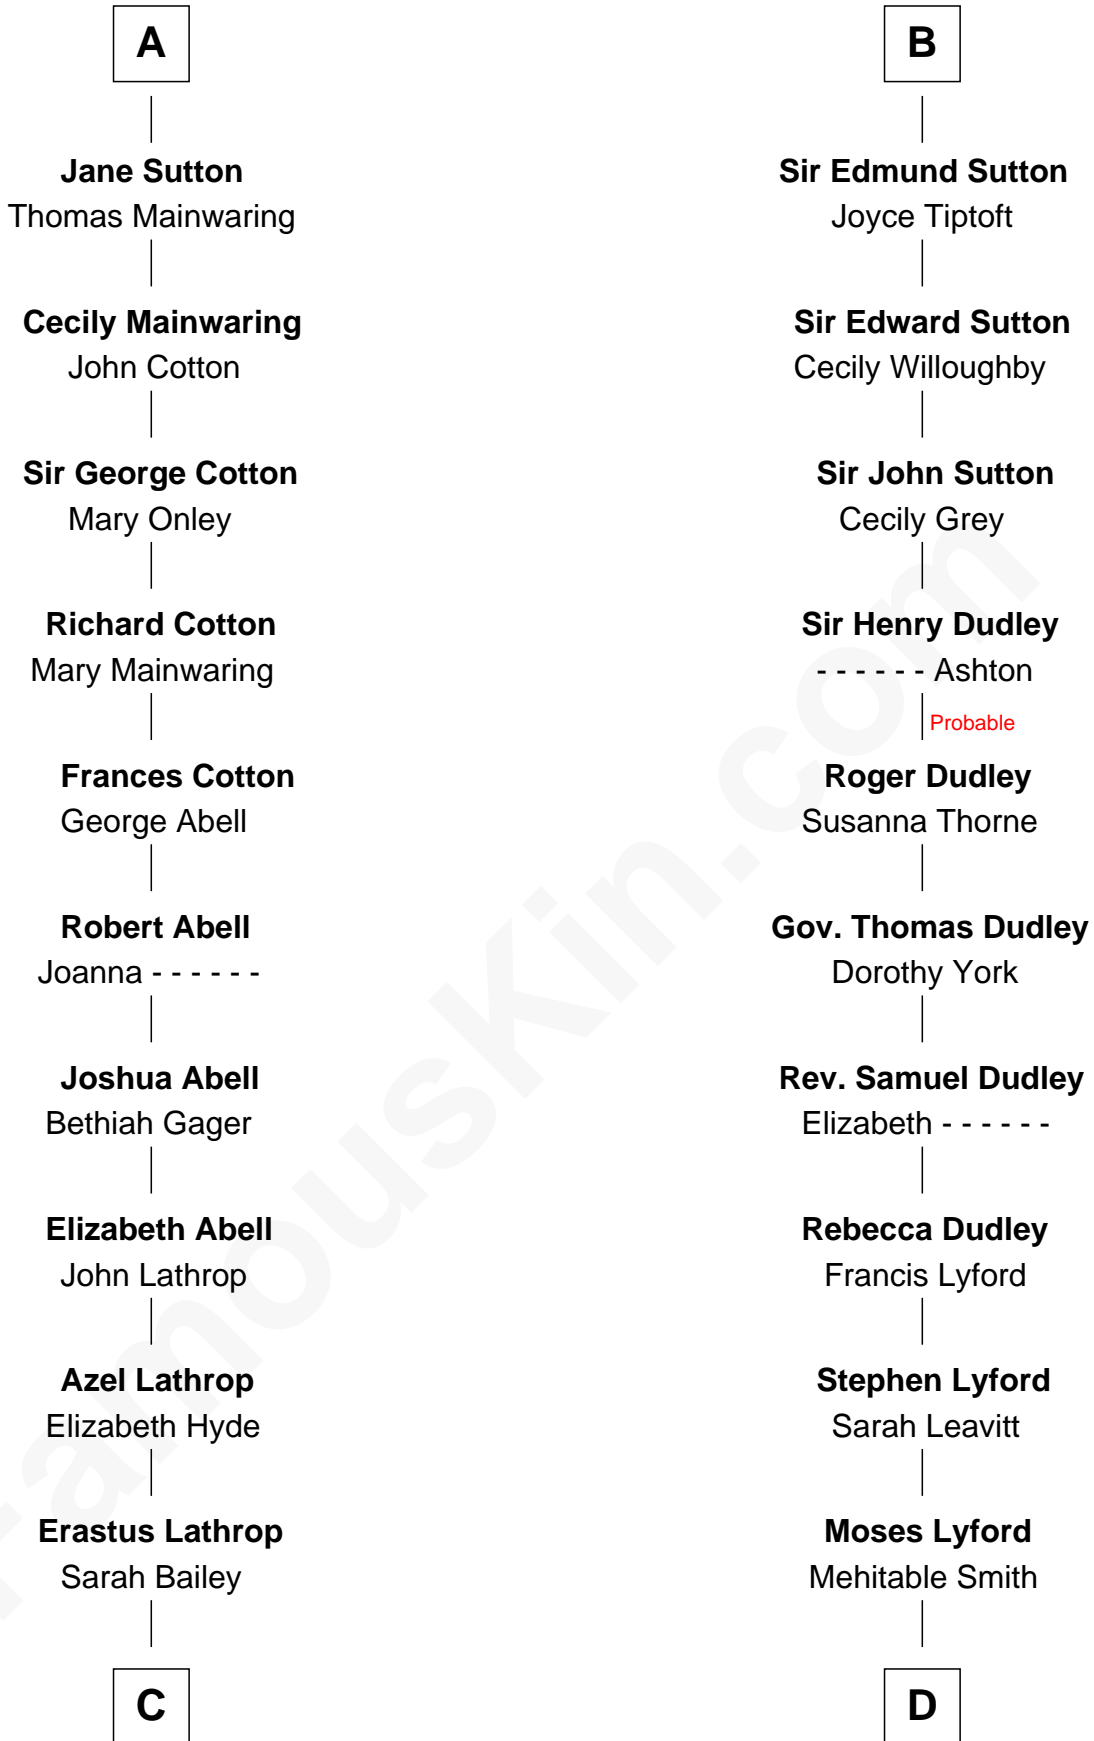 A
Jane Sutton
Thomas Mainwaring
Cecily Mainwaring
John Cotton
Sir George Cotton
Mary Onley
Richard Cotton
Mary Mainwaring
Frances Cotton
George Abell
Robert Abell
Joanna - - - - - -
Joshua Abell
Bethiah Gager
Elizabeth Abell
John Lathrop
Azel Lathrop
Elizabeth Hyde
Erastus Lathrop
Sarah Bailey
C
B
Sir Edmund Sutton
Joyce Tiptoft
Sir Edward Sutton
Cecily Willoughby
Sir John Sutton
Cecily Grey
Sir Henry Dudley
- - - - - - Ashton
Probable
Roger Dudley
Susanna Thorne
Gov. Thomas Dudley
Dorothy York
Rev. Samuel Dudley
Elizabeth - - - - - -
Rebecca Dudley
Francis Lyford
Stephen Lyford
Sarah Leavitt
Moses Lyford
Mehitable Smith
D
FamousKin.com